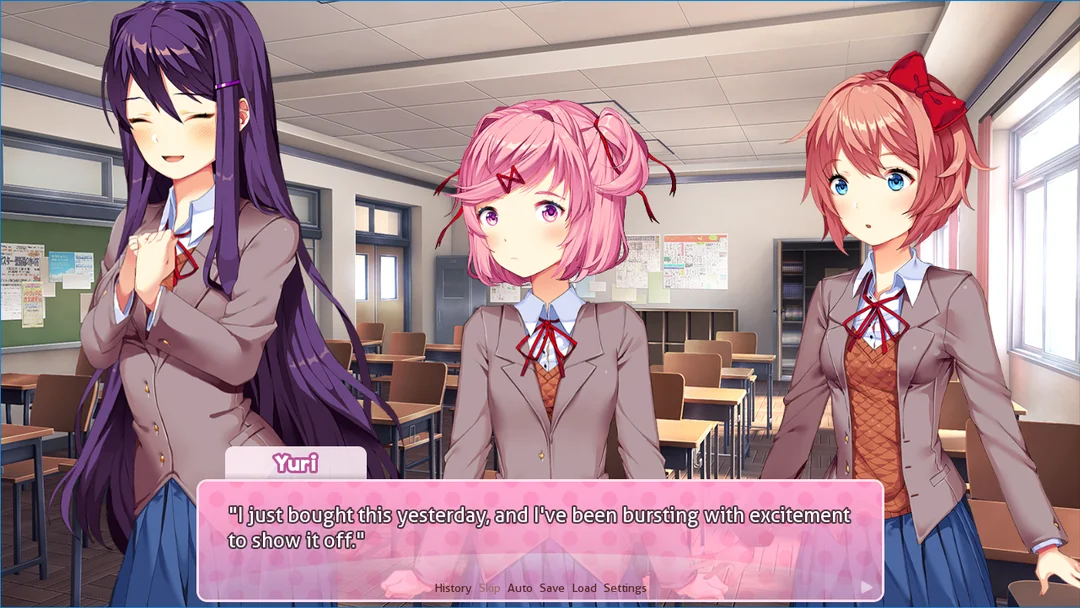 Yuri
"I just bought this yesterday, and I've been bursting with excitement
to show it off."
History Skip Auto Save Load Settings